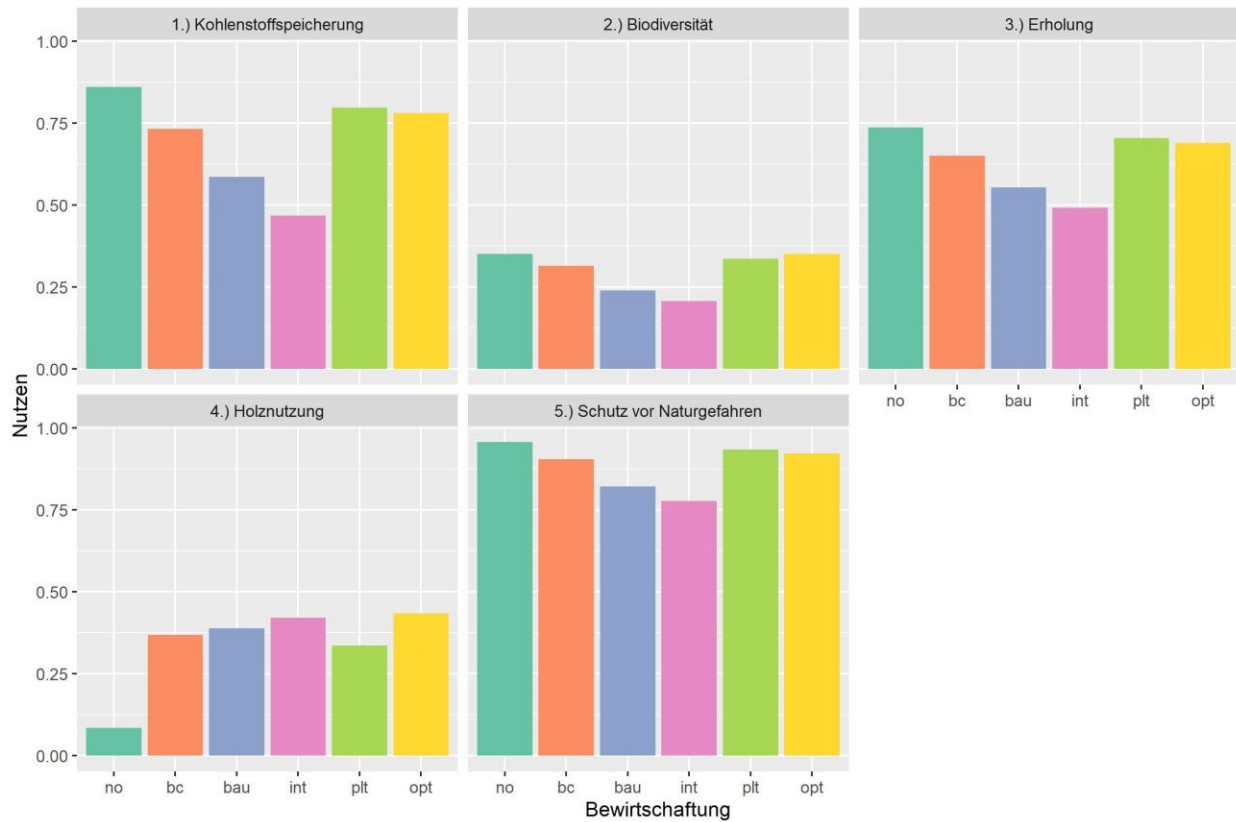 1.) Kohlenstoffspeicherung
2.) Biodiversität
3.) Erholung
1.00
0.75
0.50
0.25
0.00
no bc bau int plt opt
Nutzen
4.) Holznutzung
5.) Schutz vor Naturgefahren
1.00
0.75
0.50
0.25
0.00
no bc bau int plt opt
no bc bau int plt opt
Bewirtschaftung